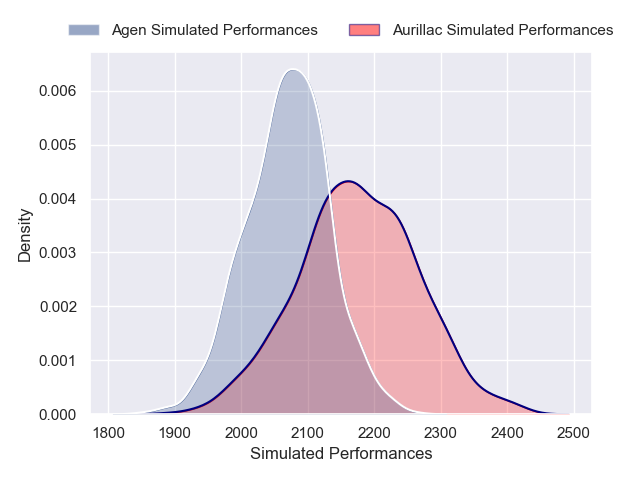 Agen Simulated Performances
Aurillac Simulated Performances
0.006
0.005
0.004
0.003
0.002
0.001
0.000
Density
1800 1900 2000 2100 2200 2300 2400 2500
Simulated Performances